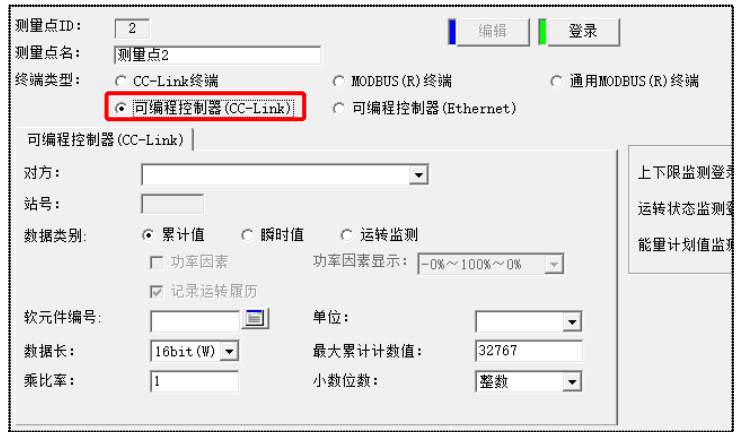 测量点ID： 2 编辑 登录
测量点名： 测量点2
终端类型： CC-Link终端 MODBUS(R)终端 通用MODBUS(R)终端
可编程控制器(CC-Link) 可编程控制器(Ethernet)
可编程控制器(CC-Link)
对方： 上下限监测登录
站号： 运转状态监测
数据类别: 累计值 瞬时值 运转监测 能量计划值监
功率因素 功率因素显示： -0%～100%～0%
记录运转履历
软元件编号: 单位：
数据长： 16bit(W) 最大累计计数值： 32767
乘比率： 1 小数位数： 整数